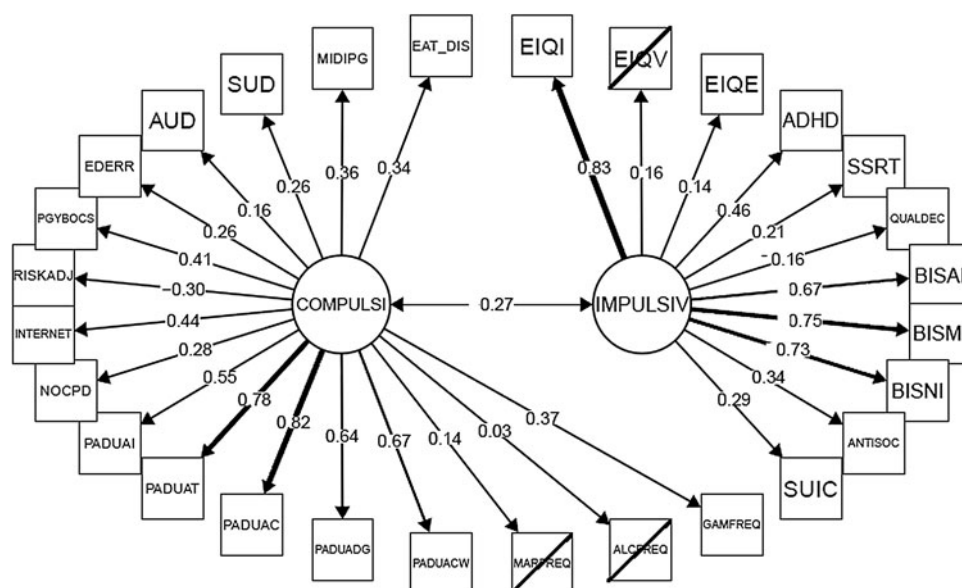 EIQI
EIQV
EIQE
ADHD
SSRT
QUALDEC
BISNI
ANTISOC
SUIC
EAT_DIS
MIDIPG
SUD
AUD
EDERR
PGYBOCS
RISKADJ
INTERNET
NOCPD
PADUAI
PADUAT
PADUAC
PADUADG
PADUACW
MARFREQ
ALCFREQ
GAMFREQ
COMPULSI
0.27
IMPULSIV
0.34
0.36
0.26
0.16
0.26
0.41
−0.30
0.44
0.28
0.55
0.78
0.82
0.64
0.67
0.14
0.03
0.37
0.83
0.16
0.14
0.46
0.21
−0.16
0.67
0.75
0.73
0.34
0.29